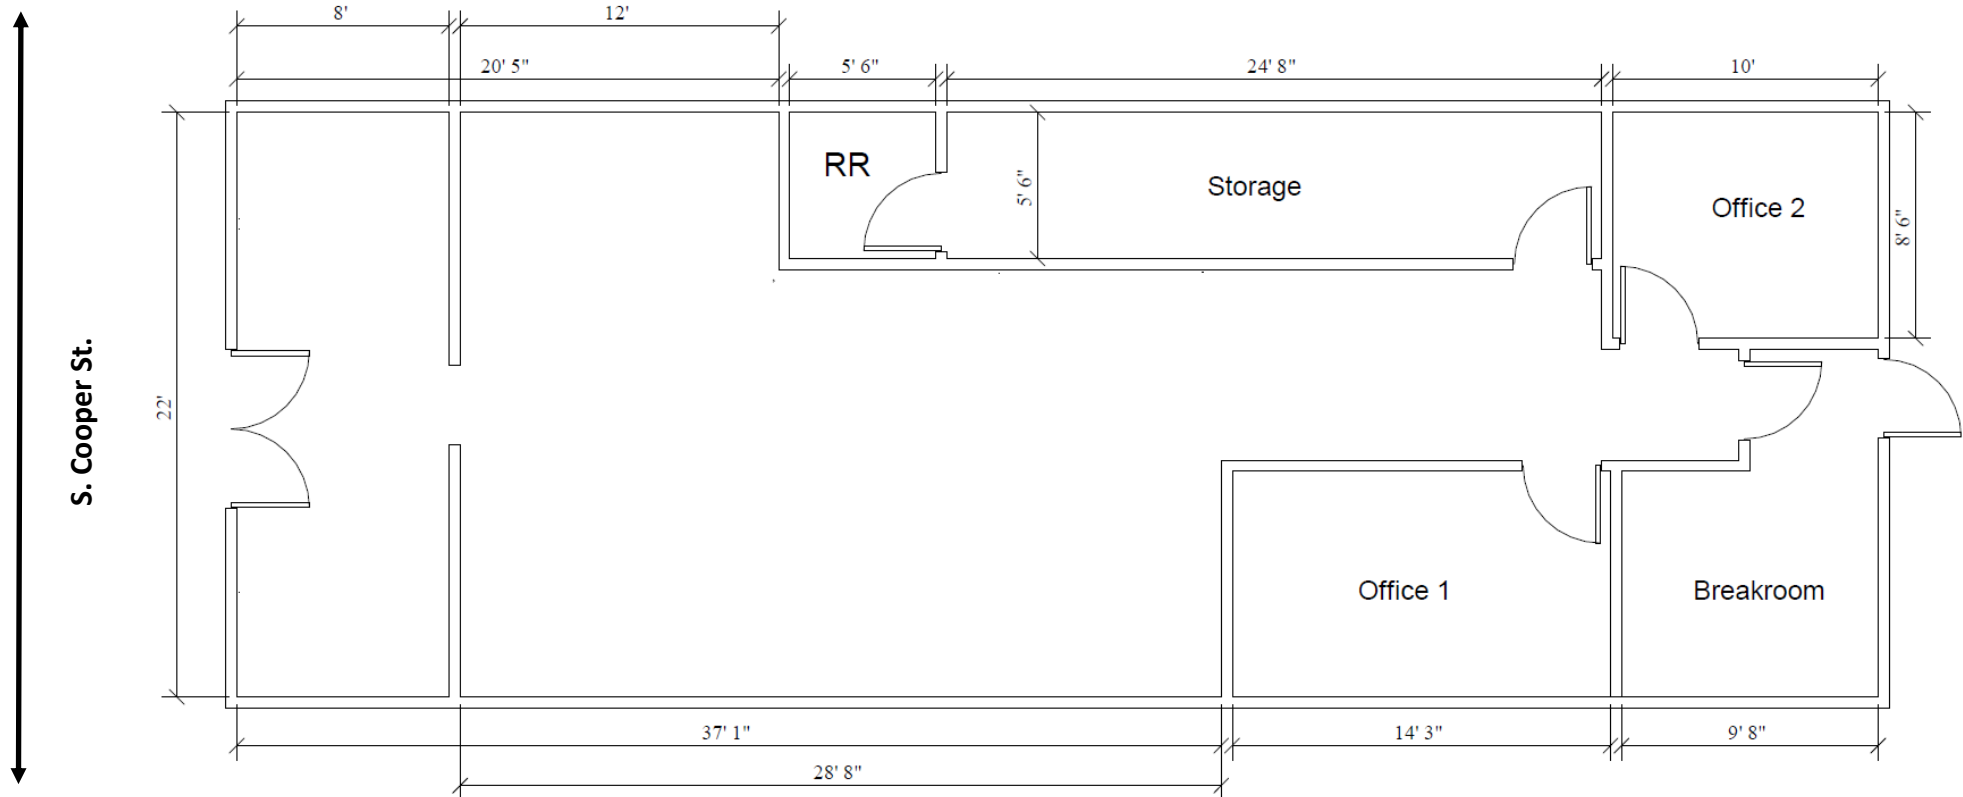 8'
12'
20' 5"
5' 6"
24' 8"
10'
RR
5' 6"
Storage
Office 2
8' 6"
S. Cooper St.
22'
Office 1
Breakroom
37' 1"
14' 3"
9' 8"
28' 8"